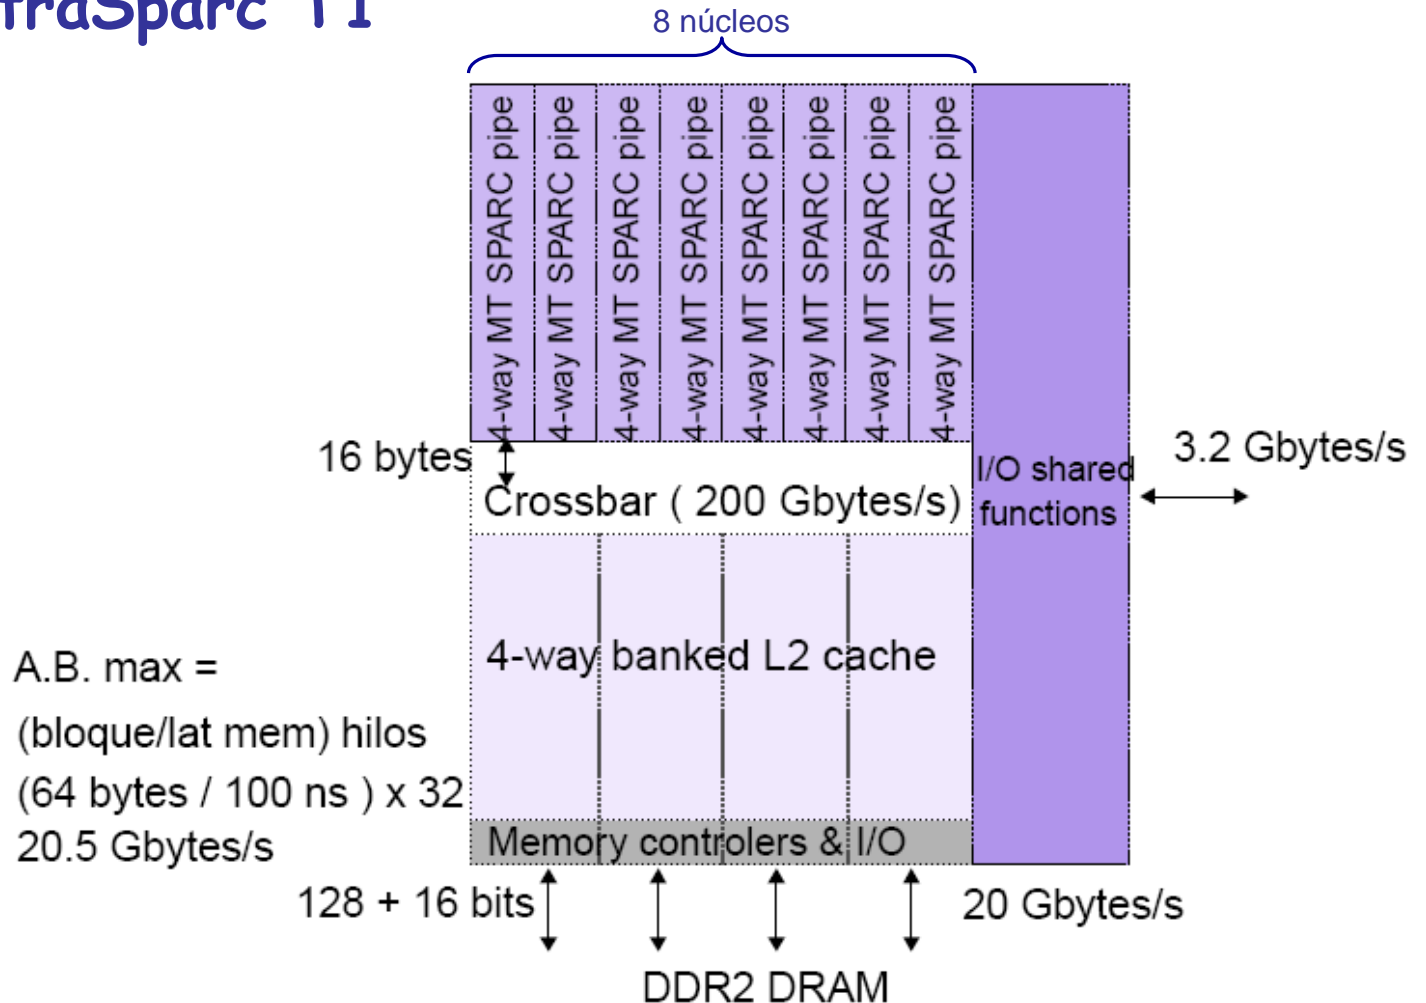 traSparc T1
8 núcleos
4-way MT SPARC pipe
4-way MT SPARC pipe
4-way MT SPARC pipe
4-way MT SPARC pipe
4-way MT SPARC pipe
4-way MT SPARC pipe
4-way MT SPARC pipe
4-way MT SPARC pipe
16 bytes
Crossbar ( 200 Gbytes/s)
I/O shared
functions
3.2 Gbytes/s
4-way banked L2 cache
A.B. max =
(bloque/lat mem) hilos
(64 bytes / 100 ns ) x 32
20.5 Gbytes/s
Memory controlers & I/O
128 + 16 bits
20 Gbytes/s
DDR2 DRAM